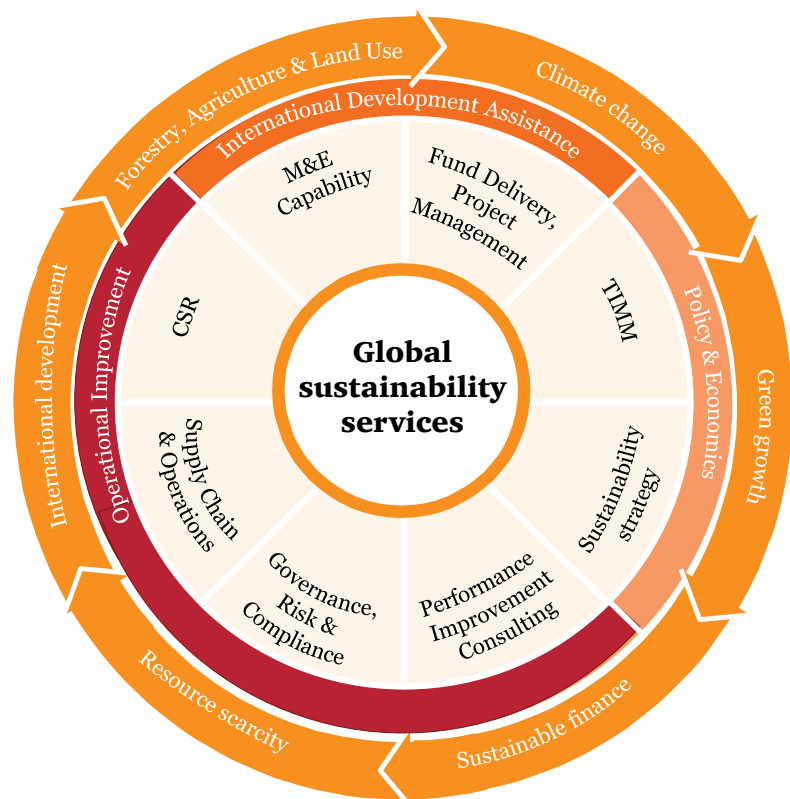 Forestry, Agriculture & Land Use
Climate change
Green growth
Sustainable finance
Resource scarcity
International development
International Development Assistance
Policy & Economics
Operational Improvement
M&E
Capability
Fund Delivery,
Project
Management
TIMM
Sustainability
strategy
Performance
Improvement
Consulting
Governance,
Risk &
Compliance
Supply Chain
& Operations
CSR
Global
sustainability
services